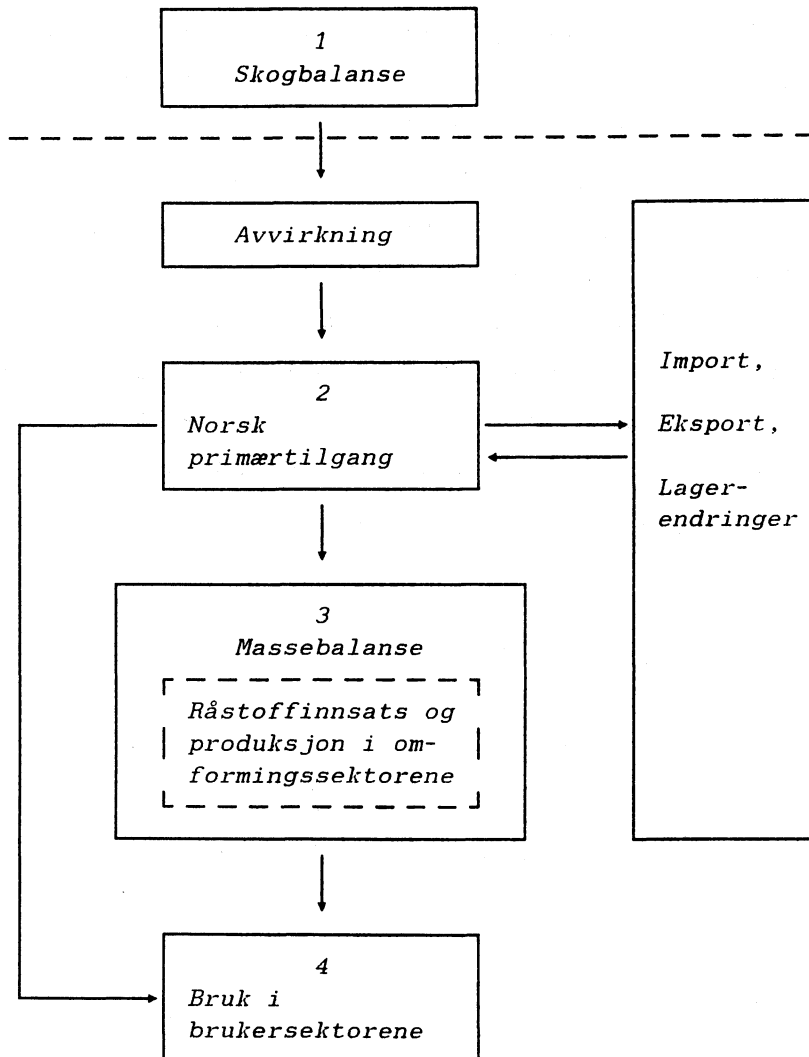 1
Skogbalanse
Avvirkning
2
Norsk
primærtilgang
Import,
Eksport,
Lager-
endringer
3
Massebalanse
Råstoffinnsats og
produksjon i om-
formingssektorene
4
Bruk i
brukersektorene